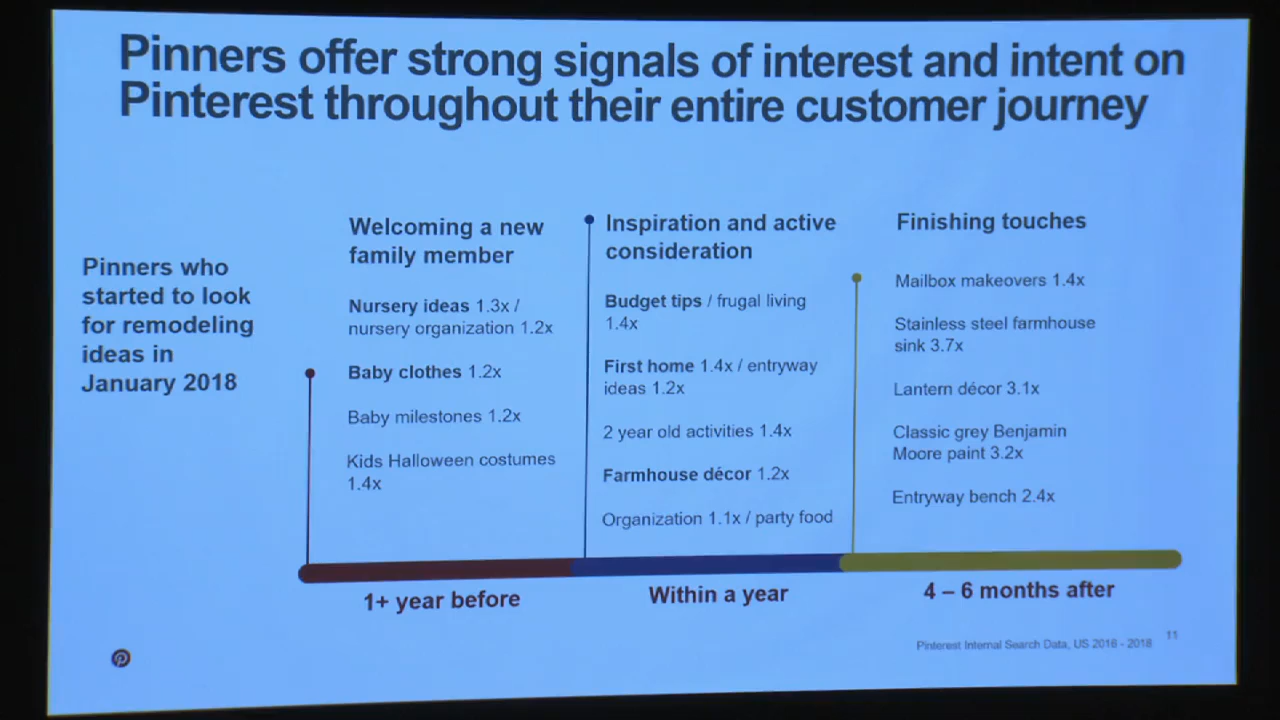 Pinners offer strong signals of interest and intent on
Pinterest throughout their entire customer journey
Pinners who
started to look
for remodeling
ideas in
January 2018
Welcoming a new
family member
Nursery ideas 1.3x /
nursery organization 1.2x
Baby clothes 1.2x
Baby milestones 1.2x
Kids Halloween costumes
1.4x
Inspiration and active
consideration
Budget tips / frugal living
1.4x
First home 1.4x / entryway
ideas 1.2x
2 year old activities 1.4x
Farmhouse décor 1.2x
Organization 1.1x / party food
Finishing touches
Mailbox makeovers 1.4x
Stainless steel farmhouse
sink 3.7x
Lantern décor 3.1x
Classic grey Benjamin
Moore paint 3.2x
Entryway bench 2.4x
1+ year before
Within a year
4 – 6 months after
Pinterest Internal Search Data, US 2016 - 2018
11